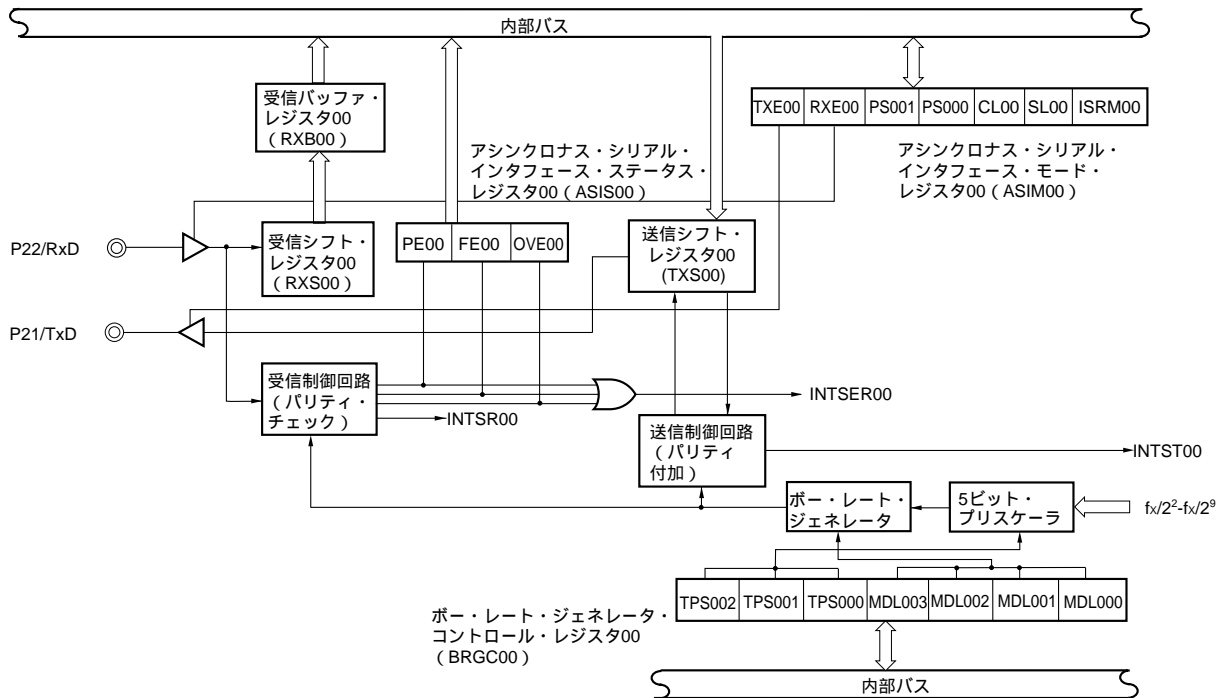 内部バス
受信バッファ・
レジスタ00
（RXB00）
アシンクロナス・シリアル・
インタフェース・ステータス・
レジスタ00（ASIS00）
TXE00 RXE00 PS001 PS000 CL00 SL00 ISRM00
アシンクロナス・シリアル・
インタフェース・モード・
レジスタ00（ASIM00）
P22/RxD
受信シフト・
レジスタ00
（RXS00）
PE00 FE00 OVE00
送信シフト・
レジスタ00
(TXS00)
P21/TxD
受信制御回路
（パリティ・
チェック）
INTSER00
INTSR00
送信制御回路
（パリティ
付加）
INTST00
ボー・レート・
ジェネレータ
5ビット・
プリスケーラ
fx/2²-fx/2⁹
TPS002 TPS001 TPS000 MDL003 MDL002 MDL001 MDL000
ボー・レート・ジェネレータ・
コントロール・レジスタ00
（BRGC00）
内部バス